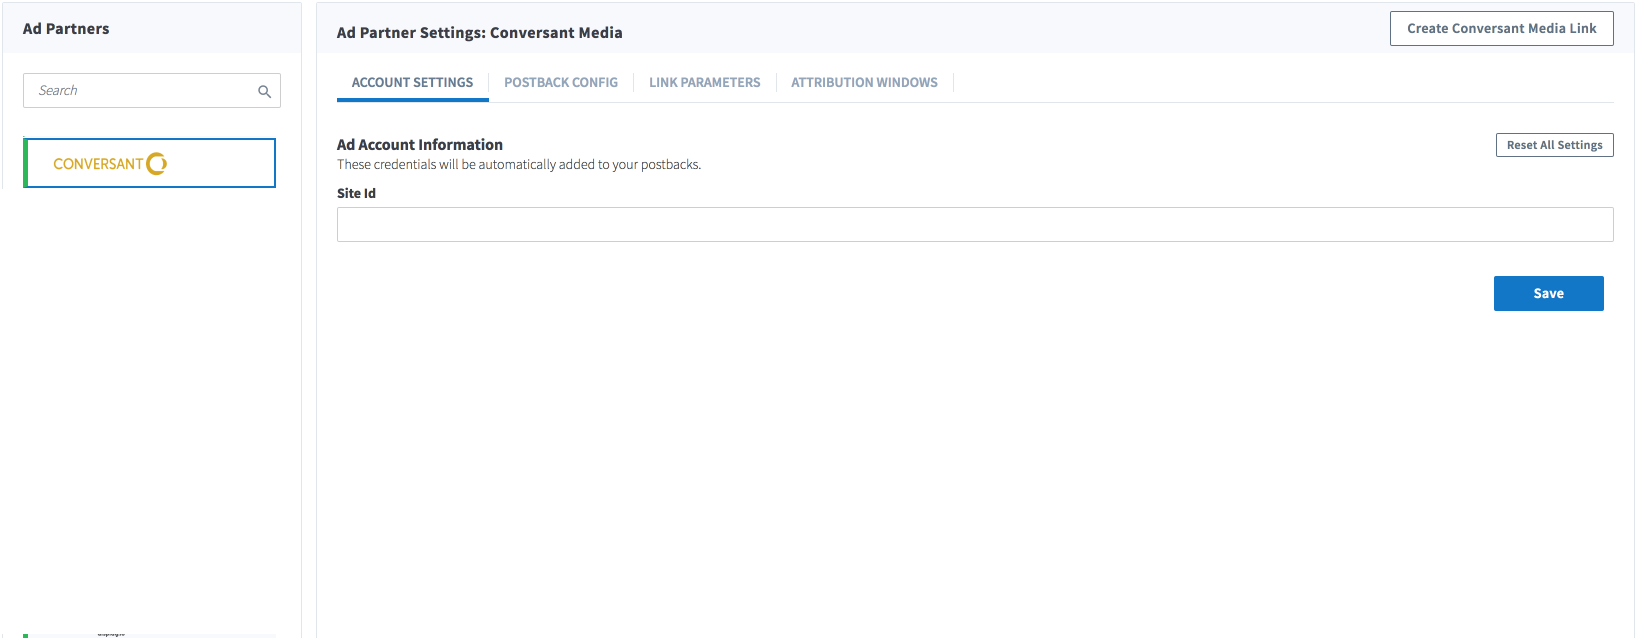 Ad Partners
Search
CONVERSANT
Ad Partner Settings: Conversant Media
Create Conversant Media Link
ACCOUNT SETTINGS
POSTBACK CONFIG
LINK PARAMETERS
ATTRIBUTION WINDOWS
Ad Account Information
Reset All Settings
These credentials will be automatically added to your postbacks.
Site Id
Save